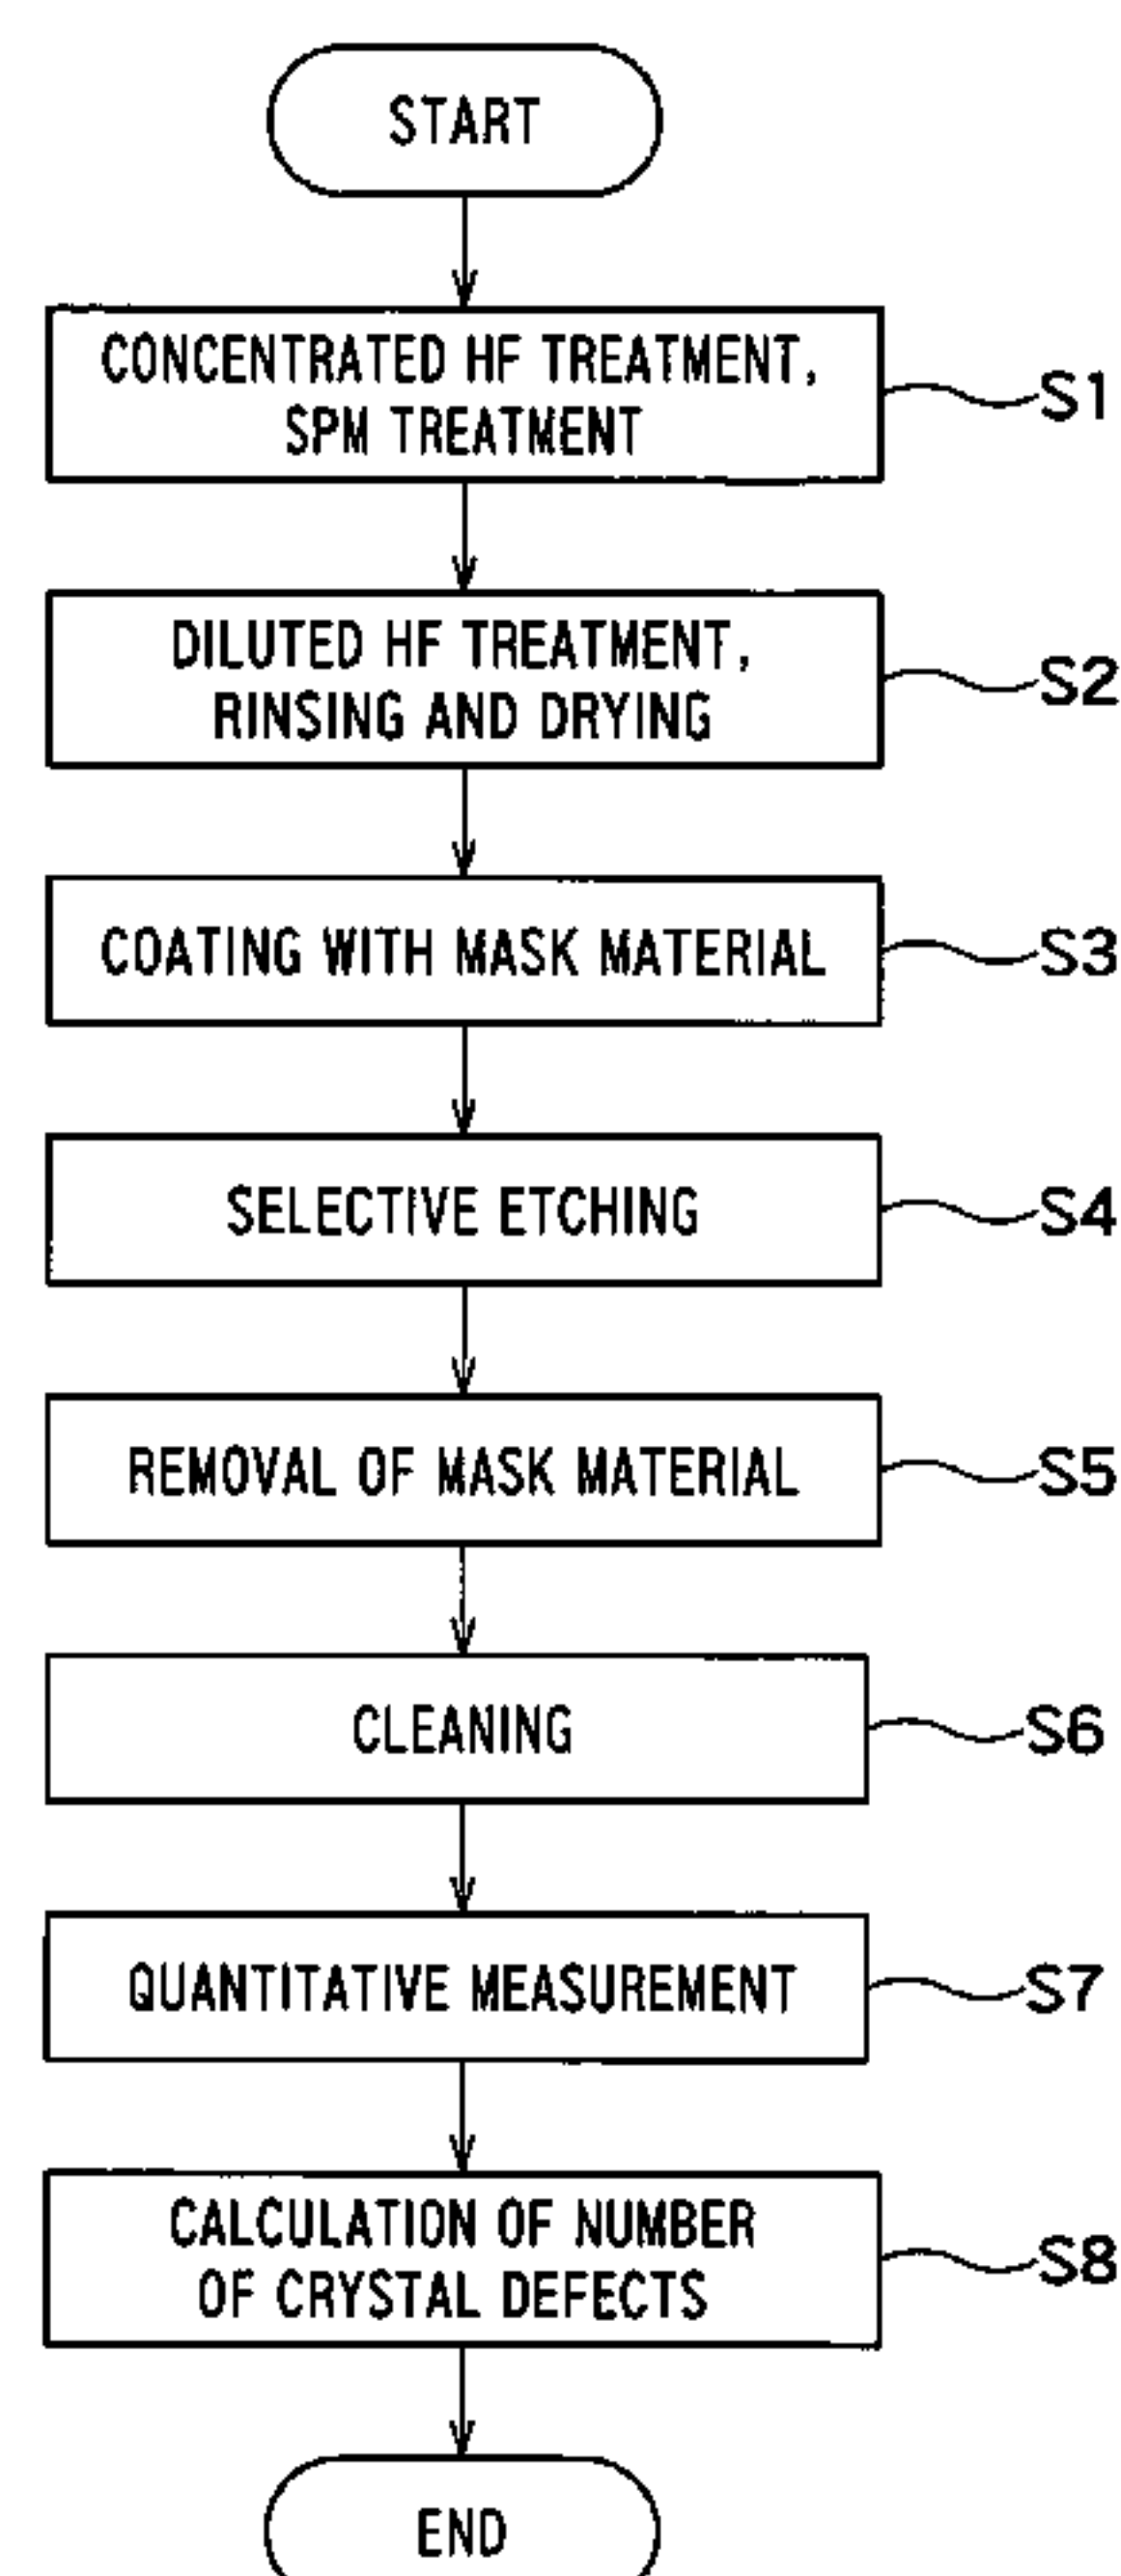 START
CONCENTRATED HF TREATMENT,
SPM TREATMENT
S1
DILUTED HF TREATMENT,
RINSING AND DRYING
S2
COATING WITH MASK MATERIAL
S3
SELECTIVE ETCHING
S4
REMOVAL OF MASK MATERIAL
S5
CLEANING
S6
QUANTITATIVE MEASUREMENT
S7
CALCULATION OF NUMBER
OF CRYSTAL DEFECTS
S8
END